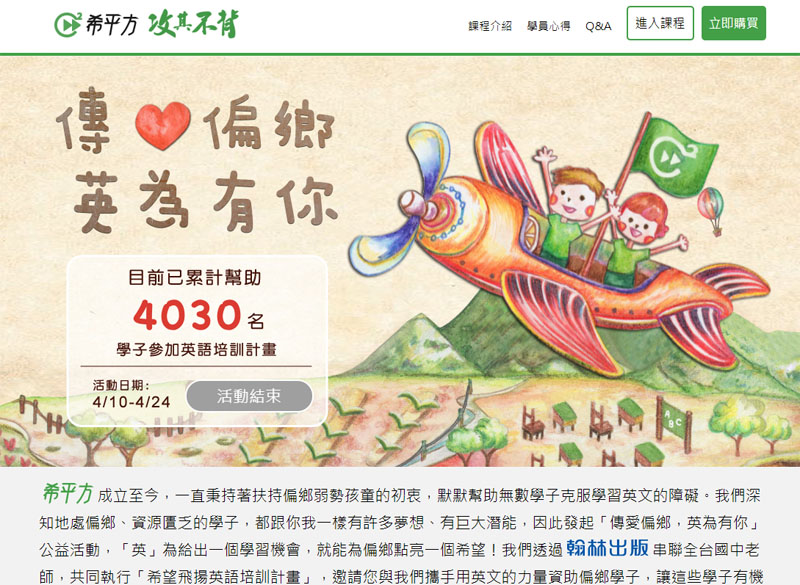 希平方 攻其不背
課程介紹 學員心得 Q&A 進入課程 立即購買
傳 偏鄉
英為有你
目前已累計幫助
4030 名
學子參加英語培訓計畫
活動日期:
4/10-4/24
活動結束
ABC
希平方 成立至今，一直秉持著扶持偏鄉弱勢孩童的初衷，默默幫助無數學子克服學習英文的障礙。我們深
知地處偏鄉、資源匱乏的學子，都跟你我一樣有許多夢想、有巨大潛能，因此發起「傳愛偏鄉，英為有你」
公益活動，「英」為給出一個學習機會，就能為偏鄉點亮一個希望！我們透過 翰林出版 串聯全台國中老
師，共同執行「希望飛揚英語培訓計畫」，邀請您與我們攜手用英文的力量資助偏鄉學子，讓這些學子有機